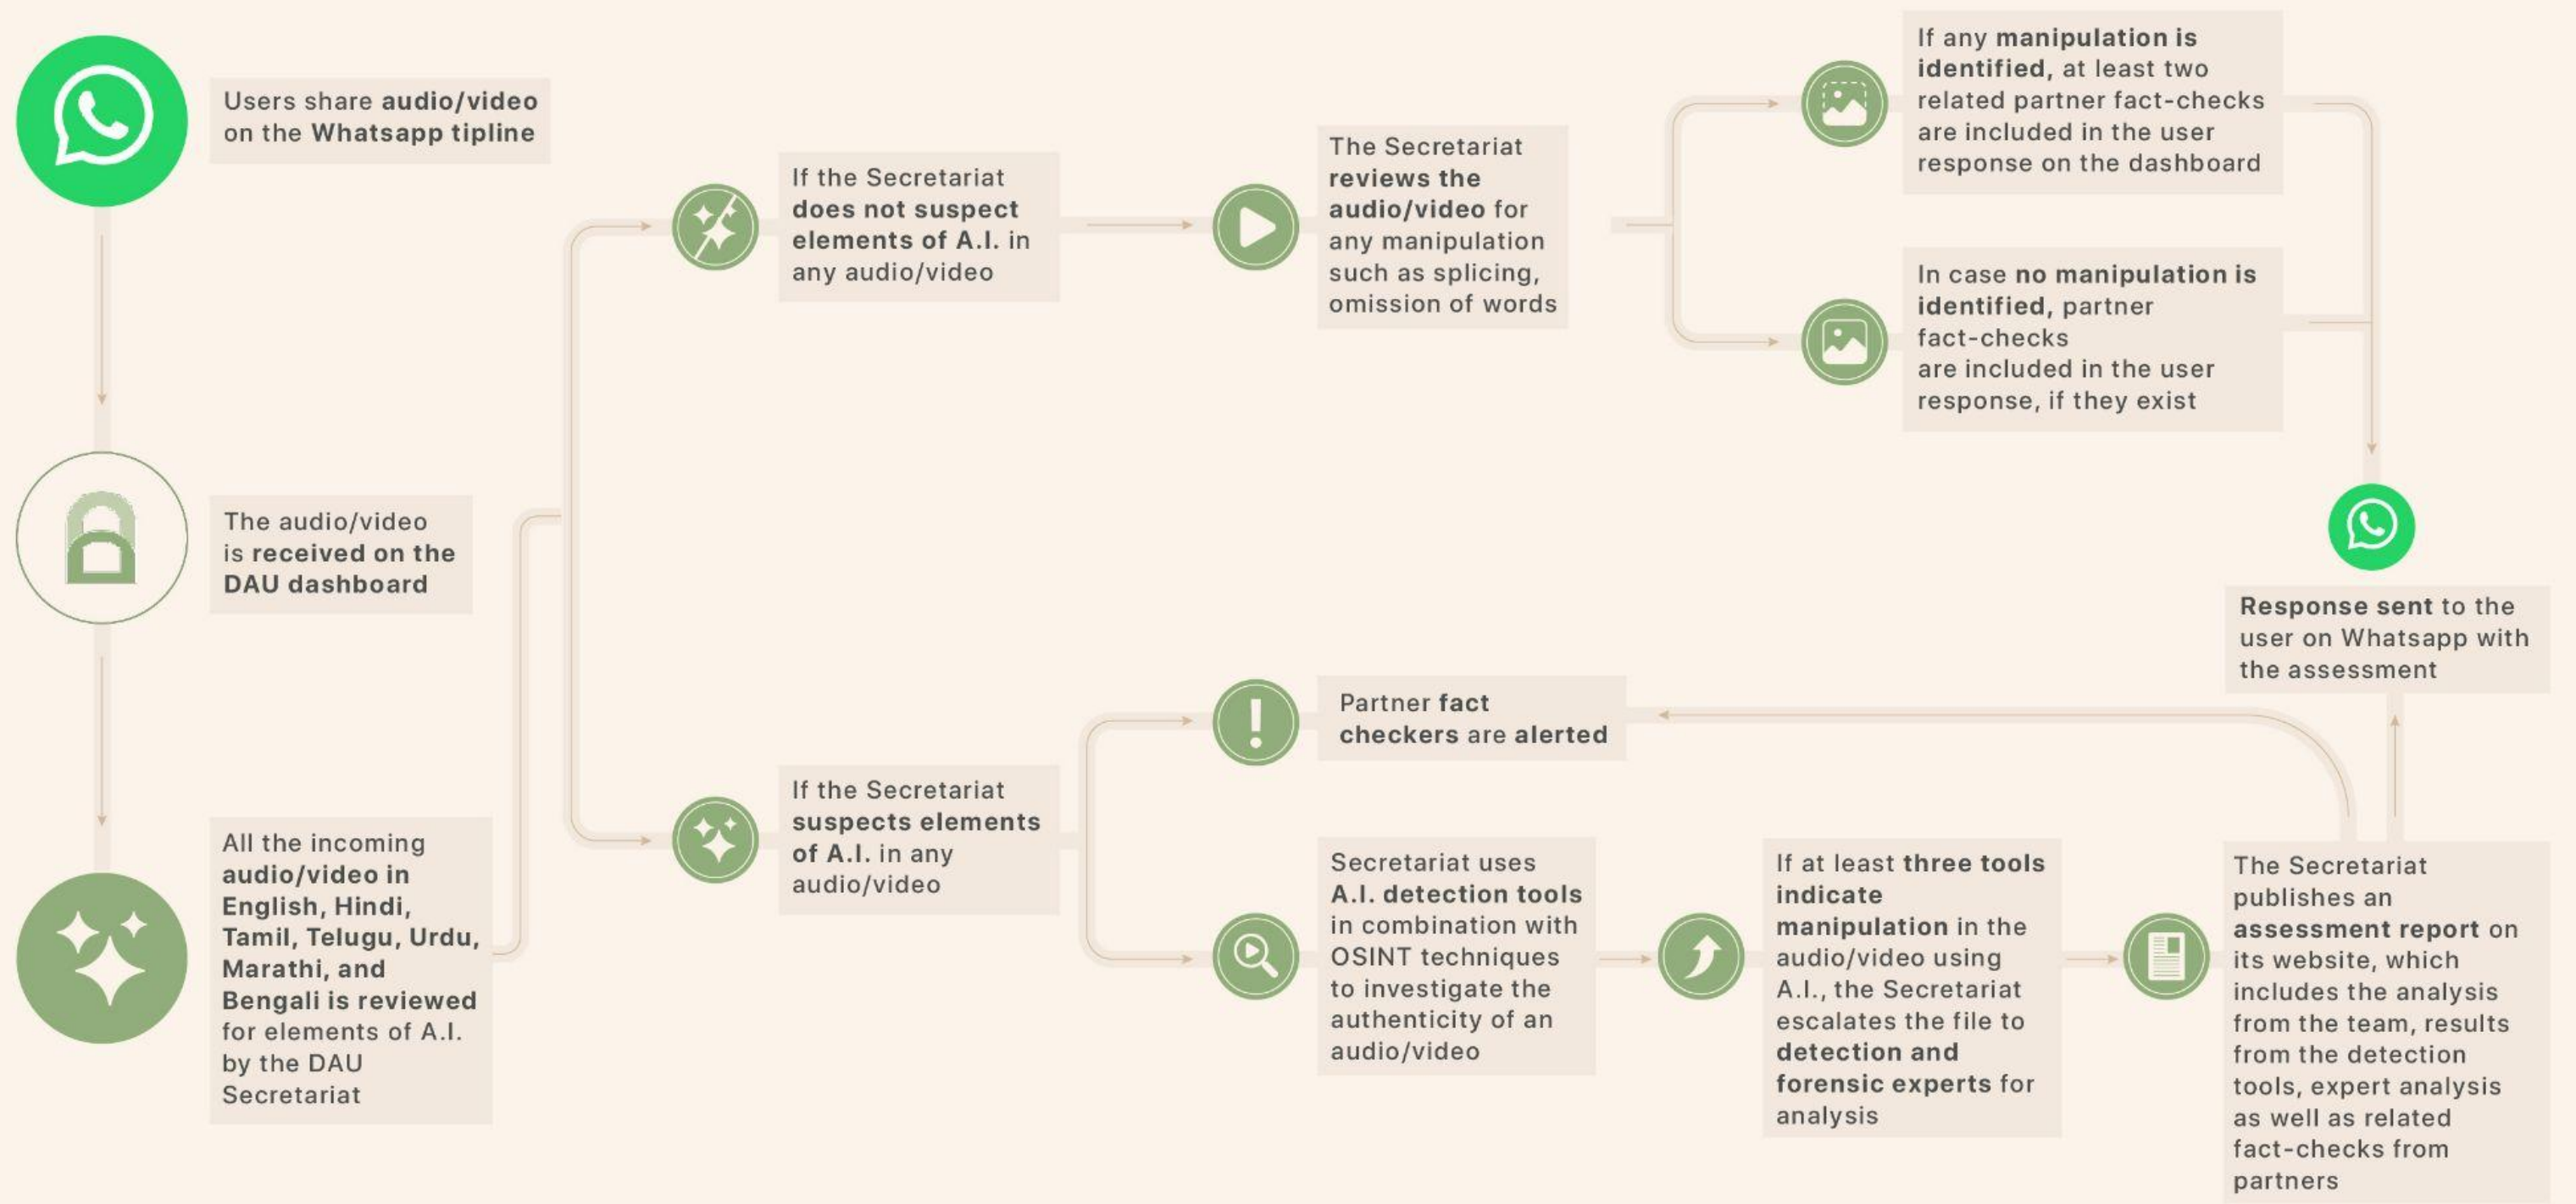 Users share audio/video
on the Whatsapp tipline
The audio/video
is received on the
DAU dashboard
All the incoming
audio/video in
English, Hindi,
Tamil, Telugu, Urdu,
Marathi, and
Bengali is reviewed
for elements of A.I.
by the DAU
Secretariat
If the Secretariat
does not suspect
elements of A.I. in
any audio/video
The Secretariat
reviews the
audio/video for
any manipulation
such as splicing,
omission of words
If any manipulation is
identified, at least two
related partner fact-checks
are included in the user
response on the dashboard
In case no manipulation is
identified, partner
fact-checks
are included in the user
response, if they exist
If the Secretariat
suspects elements
of A.I. in any
audio/video
Partner fact
checkers are alerted
Secretariat uses
A.I. detection tools
in combination with
OSINT techniques
to investigate the
authenticity of an
audio/video
If at least three tools
indicate
manipulation in the
audio/video using
A.I., the Secretariat
escalates the file to
detection and
forensic experts for
analysis
The Secretariat
publishes an
assessment report on
its website, which
includes the analysis
from the team, results
from the detection
tools, expert analysis
as well as related
fact-checks from
partners
Response sent to the
user on Whatsapp with
the assessment